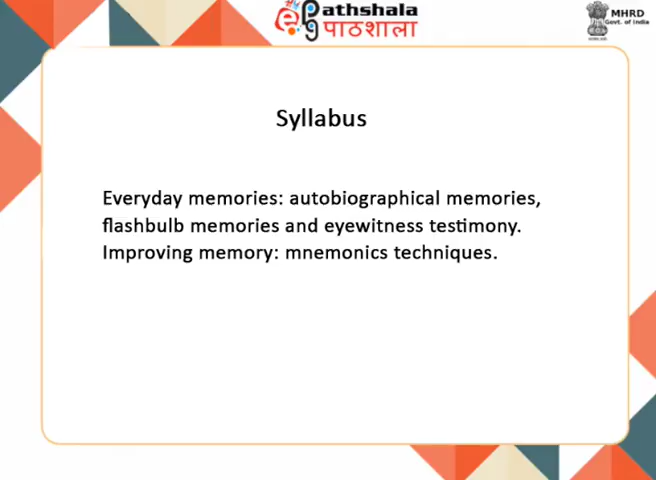 ePathshala
पाठशाला
MHRD
Govt. of India
Syllabus
Everyday memories: autobiographical memories,
flashbulb memories and eyewitness testimony.
Improving memory: mnemonics techniques.